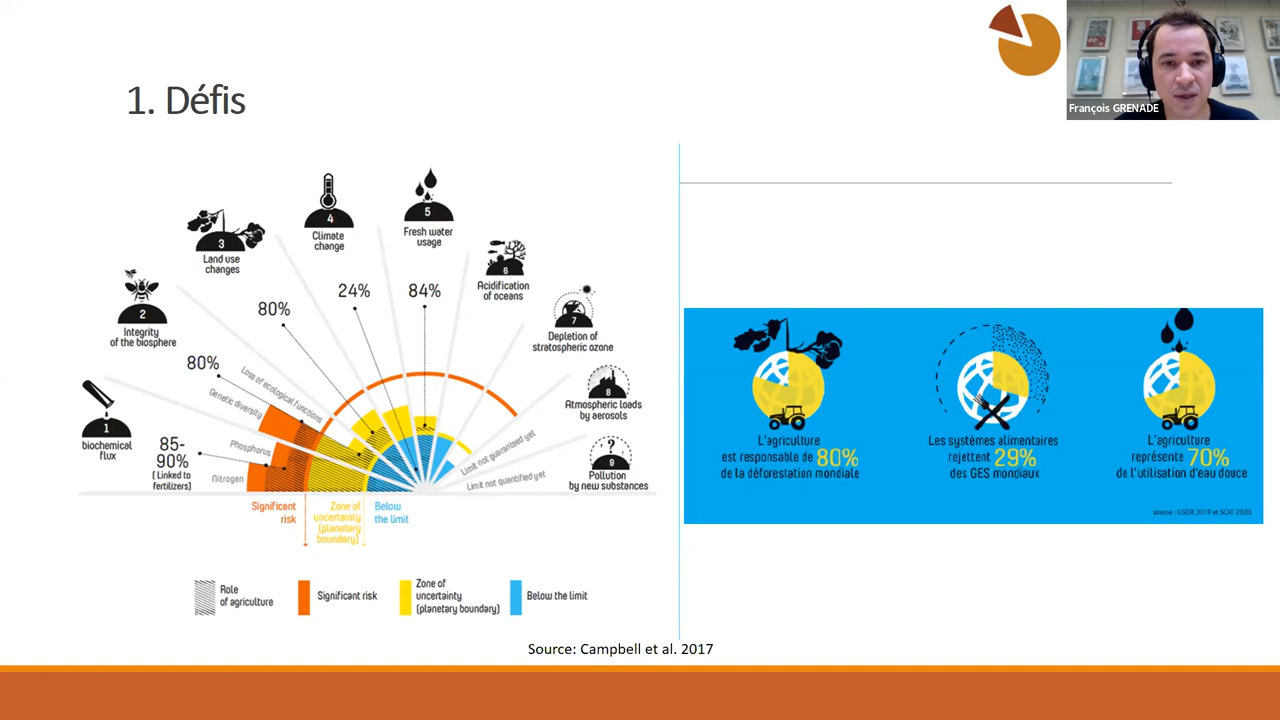 François GRENADE
1. Défis
4
Climate
change
5
Fresh water
usage
3
Land use
changes
6
Acidification
of oceans
2
Integrity
of the biosphere
7
Depletion of
stratospheric ozone
80%
24%
84%
80%
Loss of ecological functions
Genetic diversity
8
Atmospheric loads
by aerosols
1
biochemical
flux
85-
90%
( Linked to
fertilizers)
Phosphorus
Nitrogen
Limit not guaranteed yet
Limit not quantified yet
?
9
Pollution
by new substances
Significant
risk
Zone of
uncertainty
(planetary
boundary)
Below
the limit
Role
of agriculture
Significant risk
Zone of
uncertainty
(planetary boundary)
Below the limit
L'agriculture
est responsable de 80%
de la déforestation mondiale
Les systèmes alimentaires
rejettent 29%
des GES mondiaux
L'agriculture
représente 70%
de l'utilisation d'eau douce
source : GSDR 2019 et SCIE 2020
Source: Campbell et al. 2017